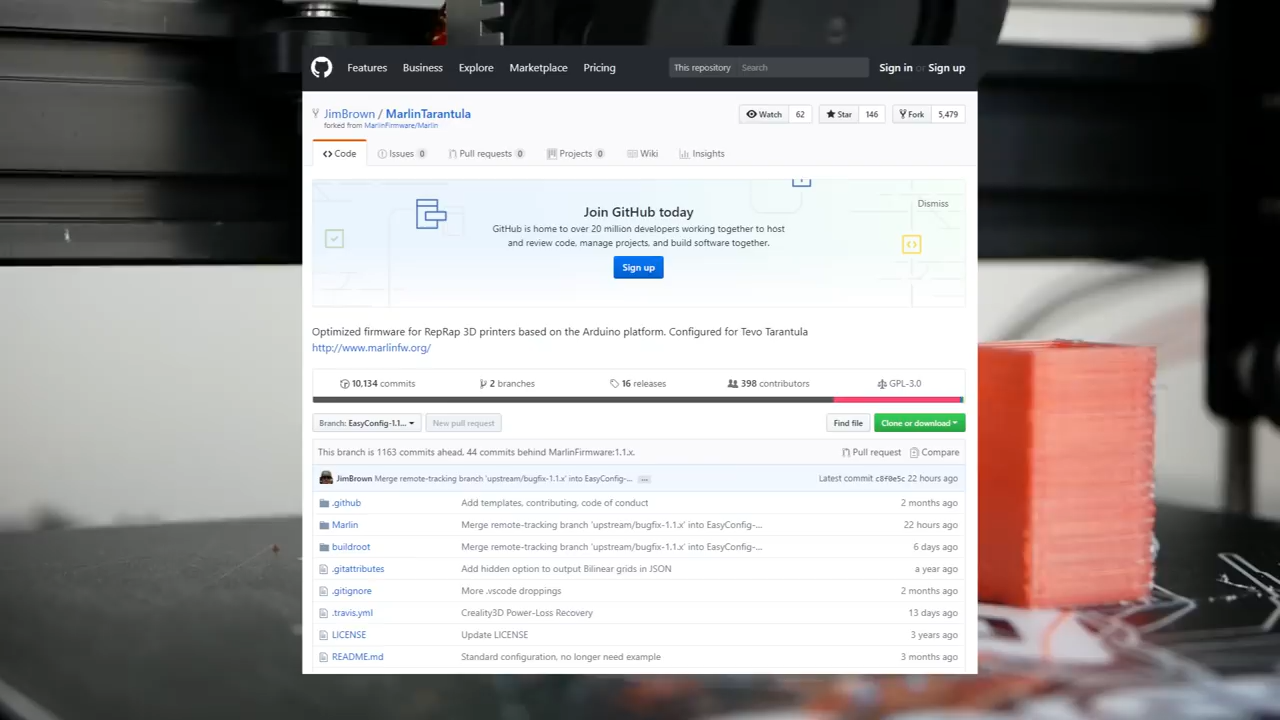 Features Business Explore Marketplace Pricing This repository Search Sign in or Sign up
JimBrown / MarlinTarantula Watch 62 Star 146 Fork 5,479
forked from MarlinFirmware/Marlin
Code Issues 0 Pull requests 0 Projects 0 Wiki Insights
Dismiss
Join GitHub today
GitHub is home to over 20 million developers working together to host
and review code, manage projects, and build software together.
Sign up
Optimized firmware for RepRap 3D printers based on the Arduino platform. Configured for Tevo Tarantula
http://www.marlinfw.org/
10,134 commits 2 branches 16 releases 398 contributors GPL-3.0
Branch: EasyConfig-1.1... New pull request Find file Clone or download
This branch is 1163 commits ahead, 44 commits behind MarlinFirmware:1.1.x. Pull request Compare
JimBrown Merge remote-tracking branch 'upstream/bugfix-1.1.x' into EasyConfig-... ... Latest commit c8f0e5c 22 hours ago
.github Add templates, contributing, code of conduct 2 months ago
Marlin Merge remote-tracking branch 'upstream/bugfix-1.1.x' into EasyConfig-... 22 hours ago
buildroot Merge remote-tracking branch 'upstream/bugfix-1.1.x' into EasyConfig-... 6 days ago
.gitattributes Add hidden option to output Bilinear grids in JSON a year ago
.gitignore More .vscode droppings 2 months ago
.travis.yml Creality3D Power-Loss Recovery 13 days ago
LICENSE Update LICENSE 3 years ago
README.md Standard configuration, no longer need example 3 months ago